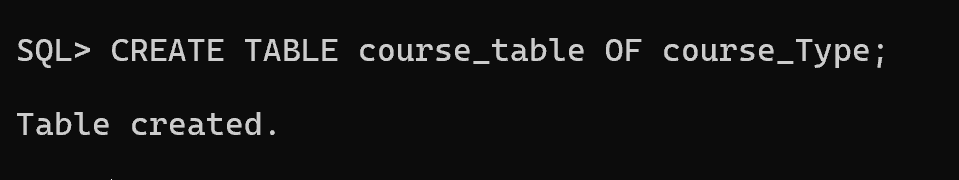 SQL> CREATE TABLE course_table OF course_Type;
Table created.